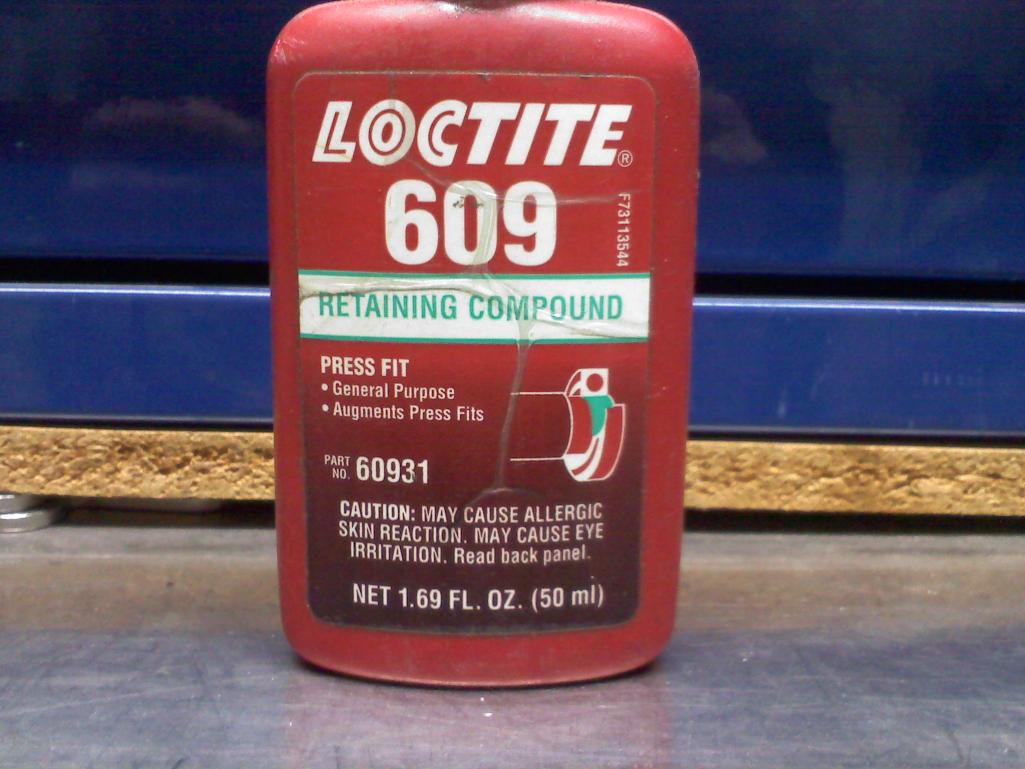 LOCTITE®
609
F73113544
RETAINING COMPOUND
PRESS FIT
• General Purpose
• Augments Press Fits
PART NO. 60931
CAUTION: MAY CAUSE ALLERGIC
SKIN REACTION. MAY CAUSE EYE
IRRITATION. Read back panel.
NET 1.69 FL. OZ. (50 ml)